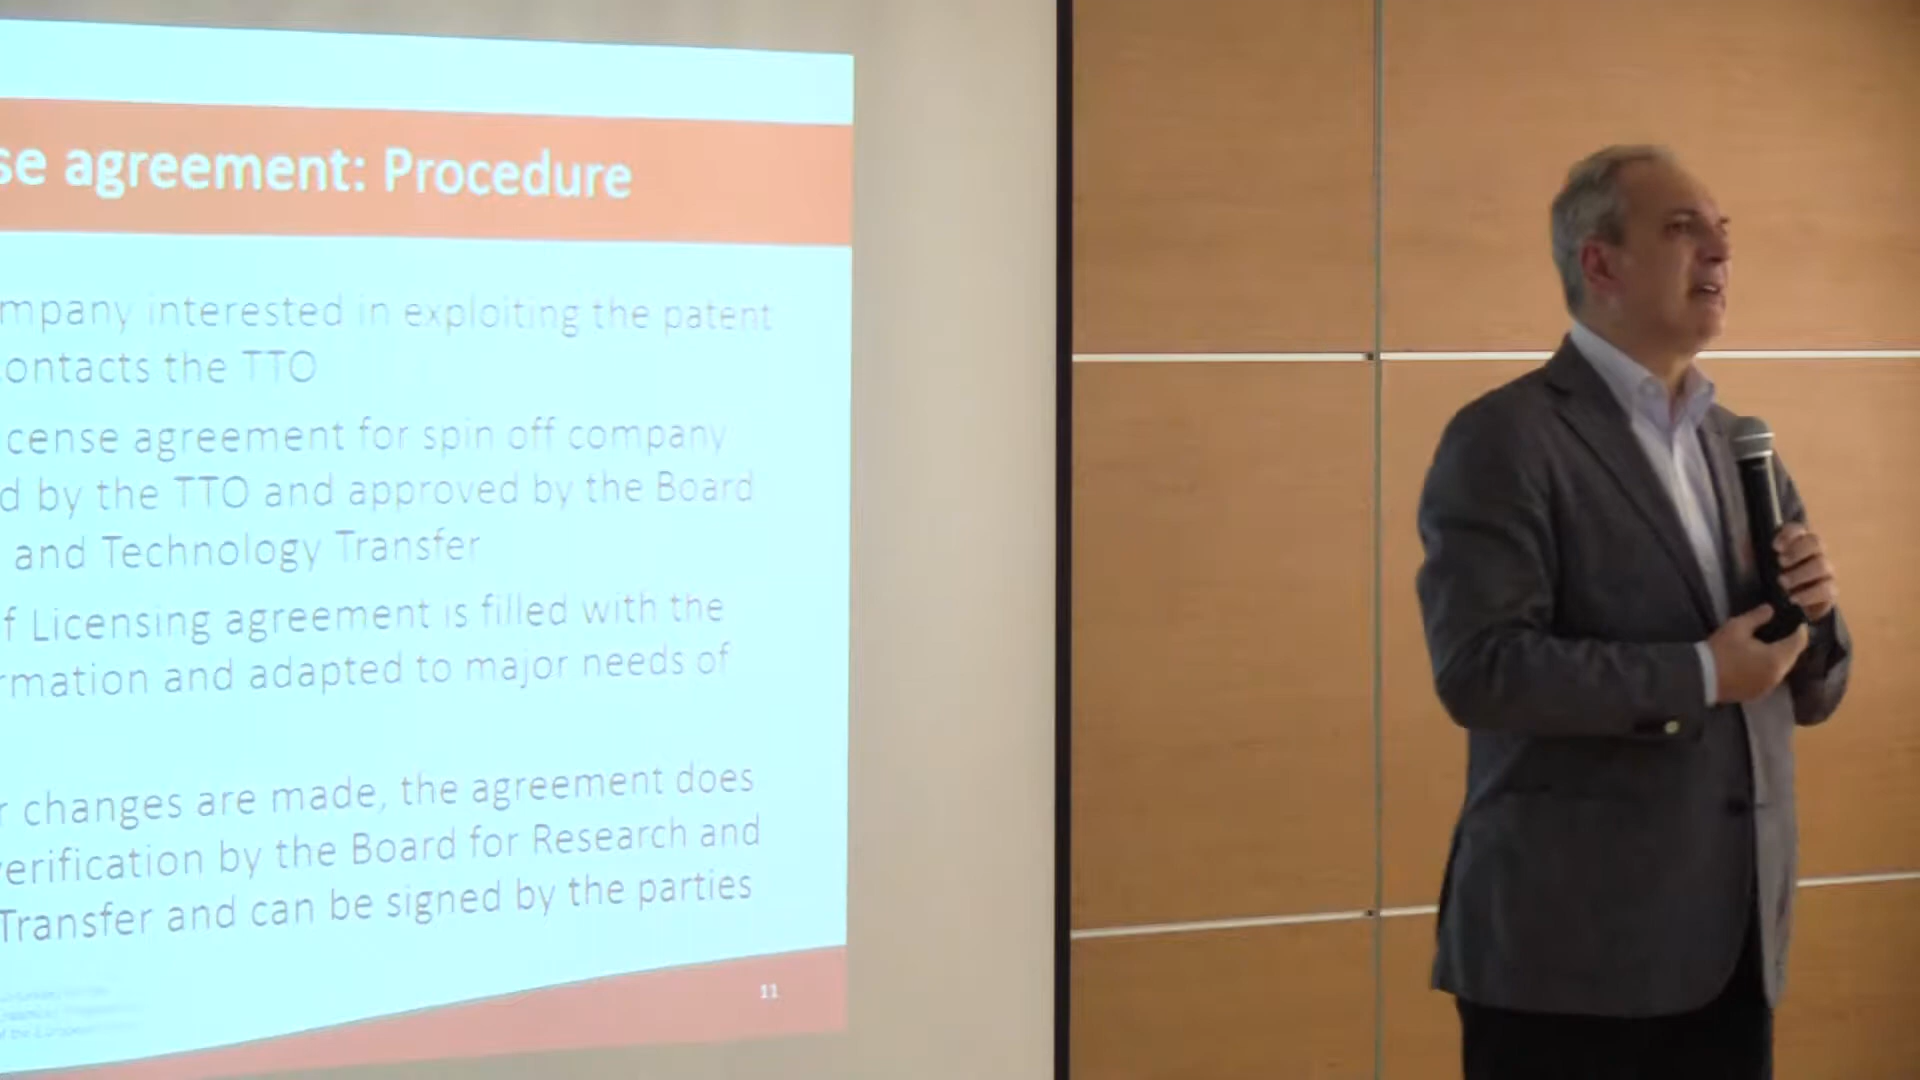 se agreement: Procedure
mpany interested in exploiting the patent
ontacts the TTO
icense agreement for spin off company
d by the TTO and approved by the Board
and Technology Transfer
f Licensing agreement is filled with the
rmation and adapted to major needs of
r changes are made, the agreement does
verification by the Board for Research and
Transfer and can be signed by the parties
11